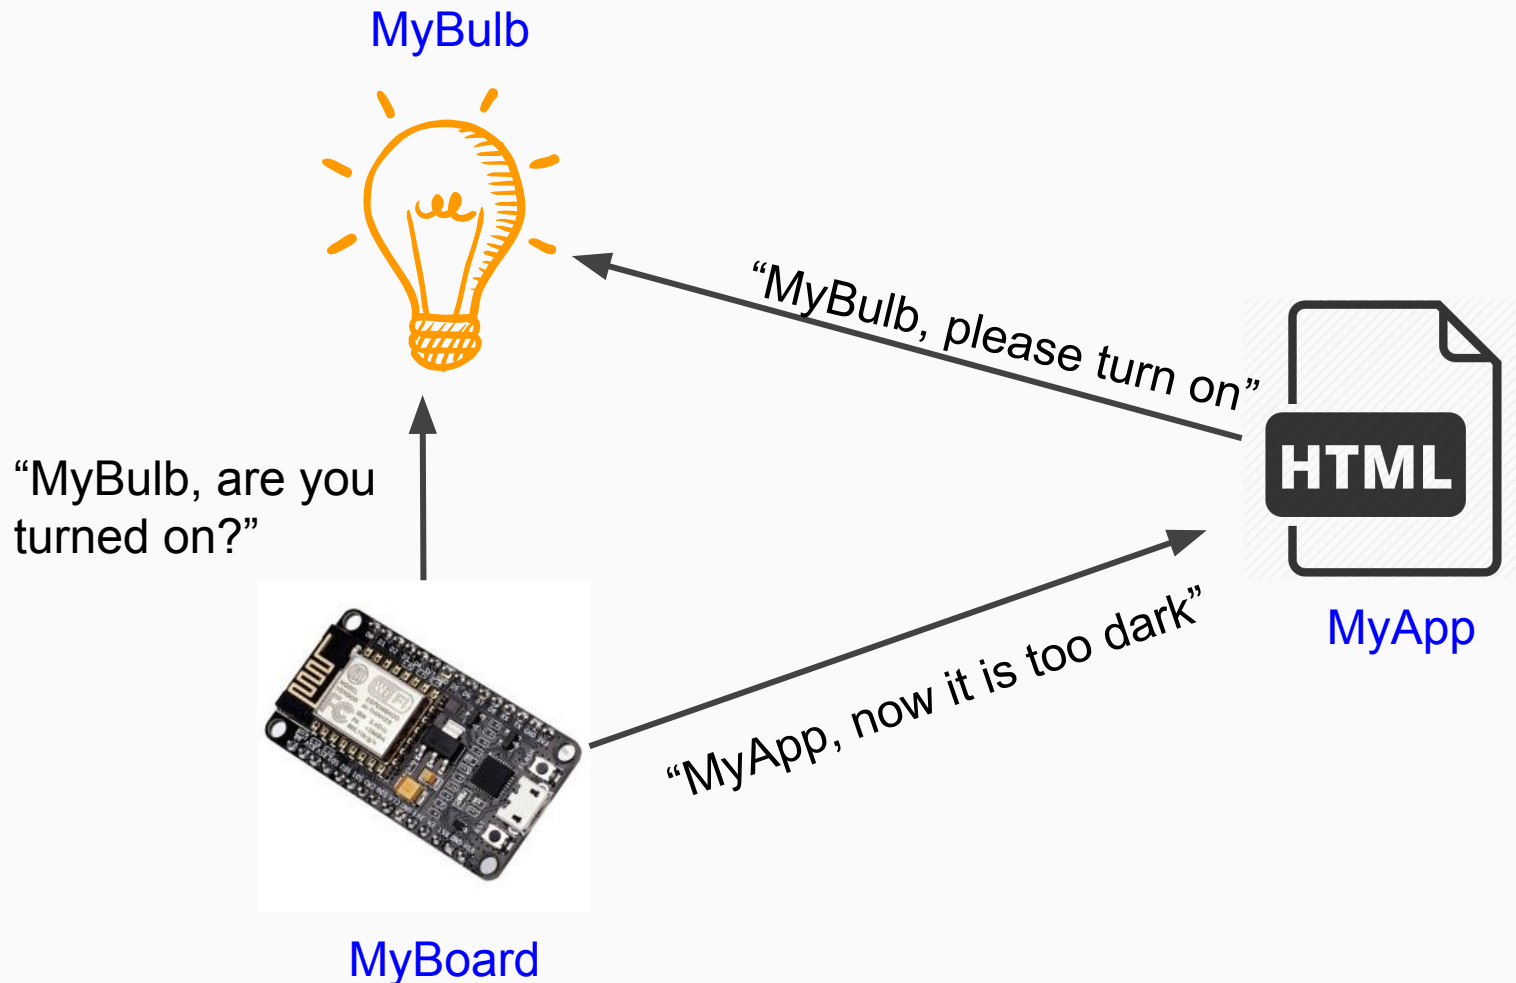 MyBulb
“MyBulb, please turn on”
HTML
“MyBulb, are you
turned on?”
MyApp
“MyApp, now it is too dark”
WiFi
MyBoard